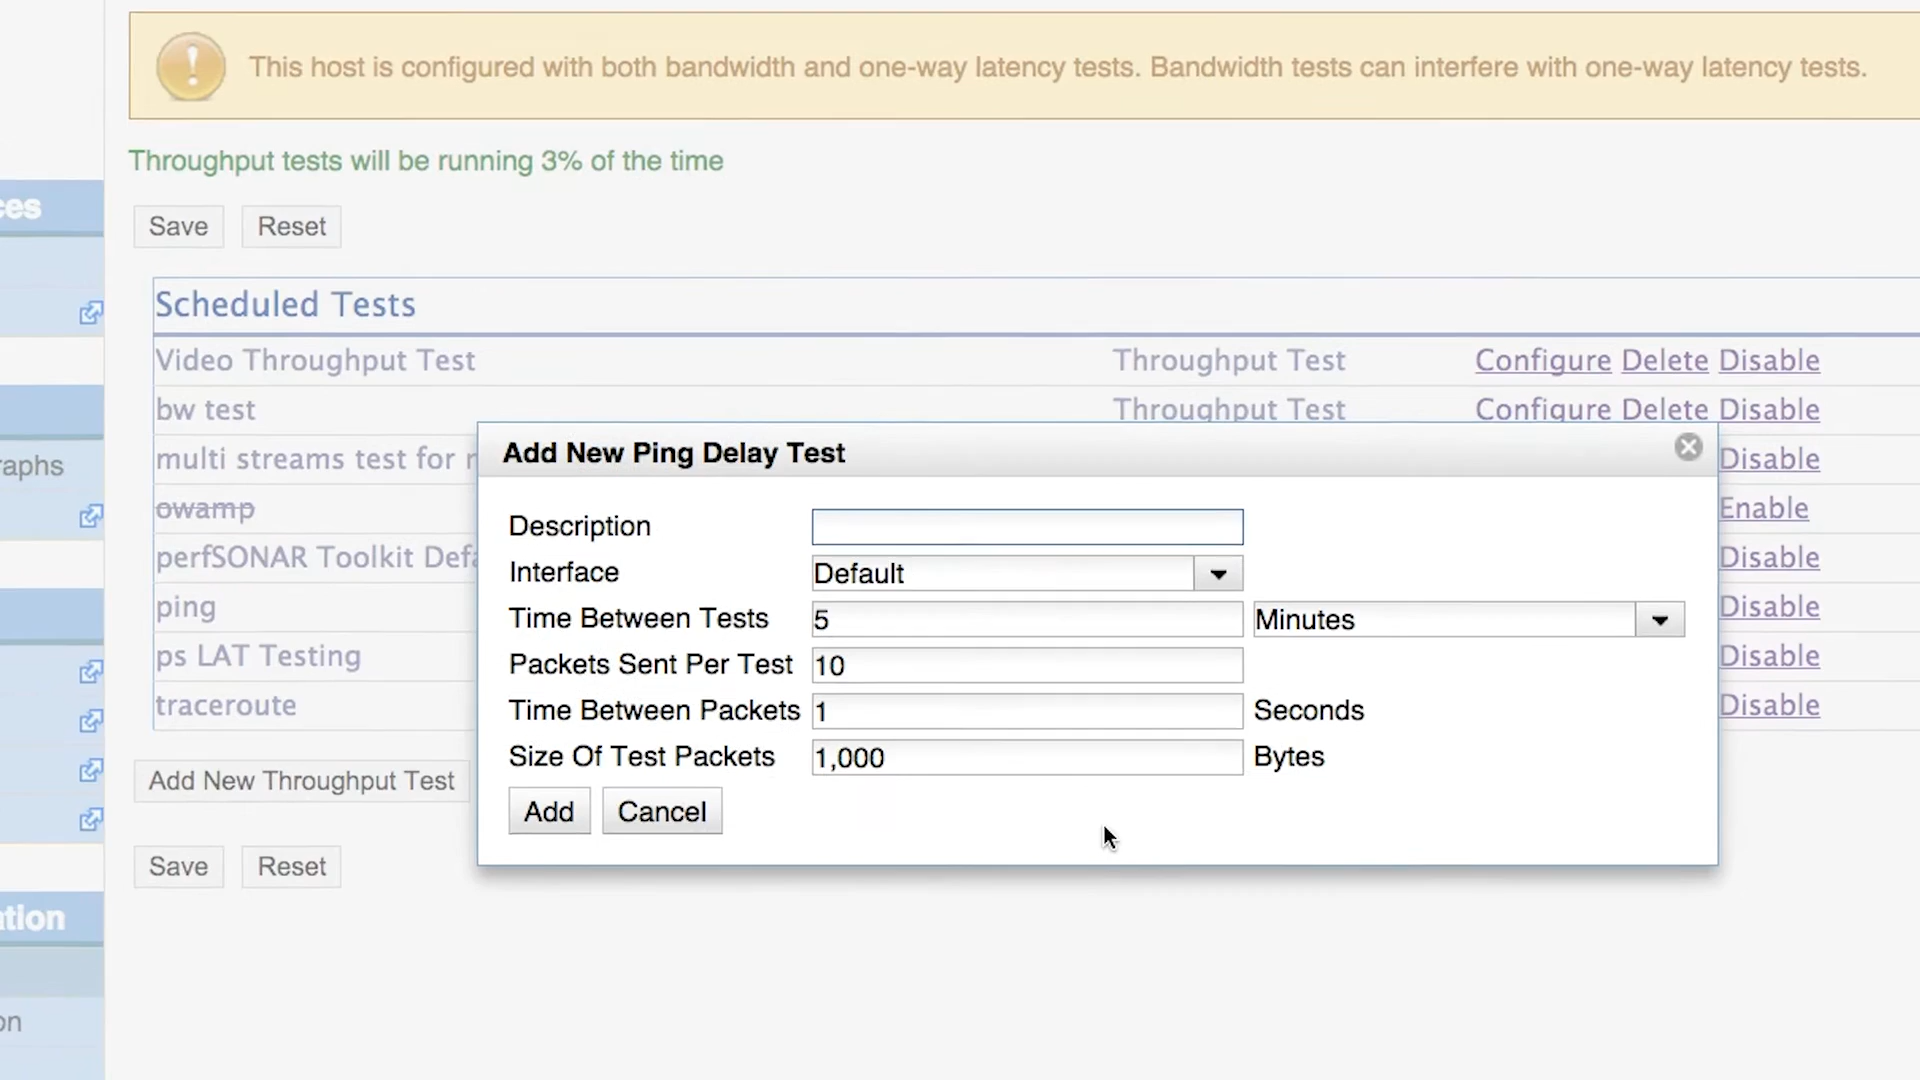 This host is configured with both bandwidth and one-way latency tests. Bandwidth tests can interfere with one-way latency tests.
Throughput tests will be running 3% of the time
ces
Save Reset
Scheduled Tests
Video Throughput Test Throughput Test Configure Delete Disable
bw test Throughput Test Configure Delete Disable
raphs
multi streams test for Disable
owamp Enable
perfSONAR Toolkit Defa Disable
ping Disable
ps LAT Testing Disable
traceroute Disable
Add New Ping Delay Test
Description
Interface Default
Time Between Tests 5 Minutes
Packets Sent Per Test 10
Time Between Packets 1 Seconds
Size Of Test Packets 1,000 Bytes
Add Cancel
Add New Throughput Test
Save Reset
ation
on